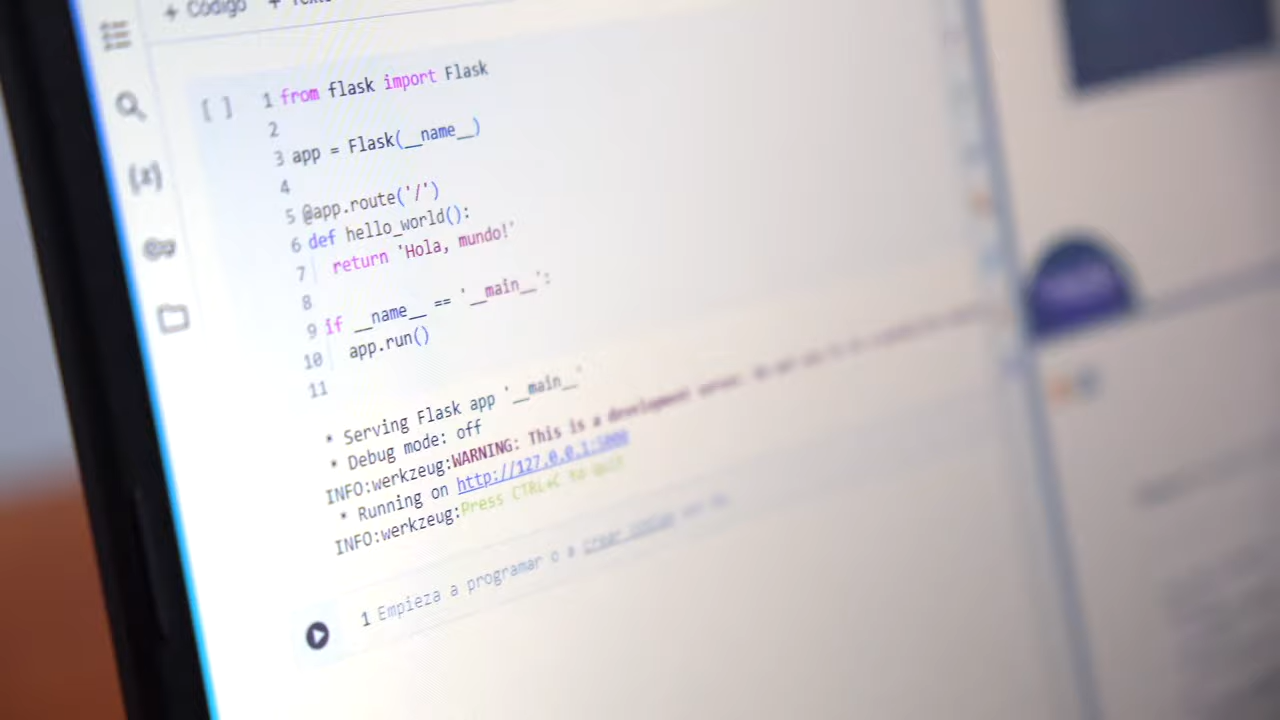 + Código + Texto
[ ] 1 from flask import Flask
2
3 app = Flask(__name__)
4
5 @app.route('/')
6 def hello_world():
7 return 'Hola, mundo!'
8
9 if __name__ == '__main__':
10 app.run()
11
* Serving Flask app '__main__'
* Debug mode: off
INFO:werkzeug:WARNING: This is a development server.
* Running on http://127.0.0.1:5000
INFO:werkzeug:Press CTRL+C to quit
1 Empieza a programar o a crear código
{x}